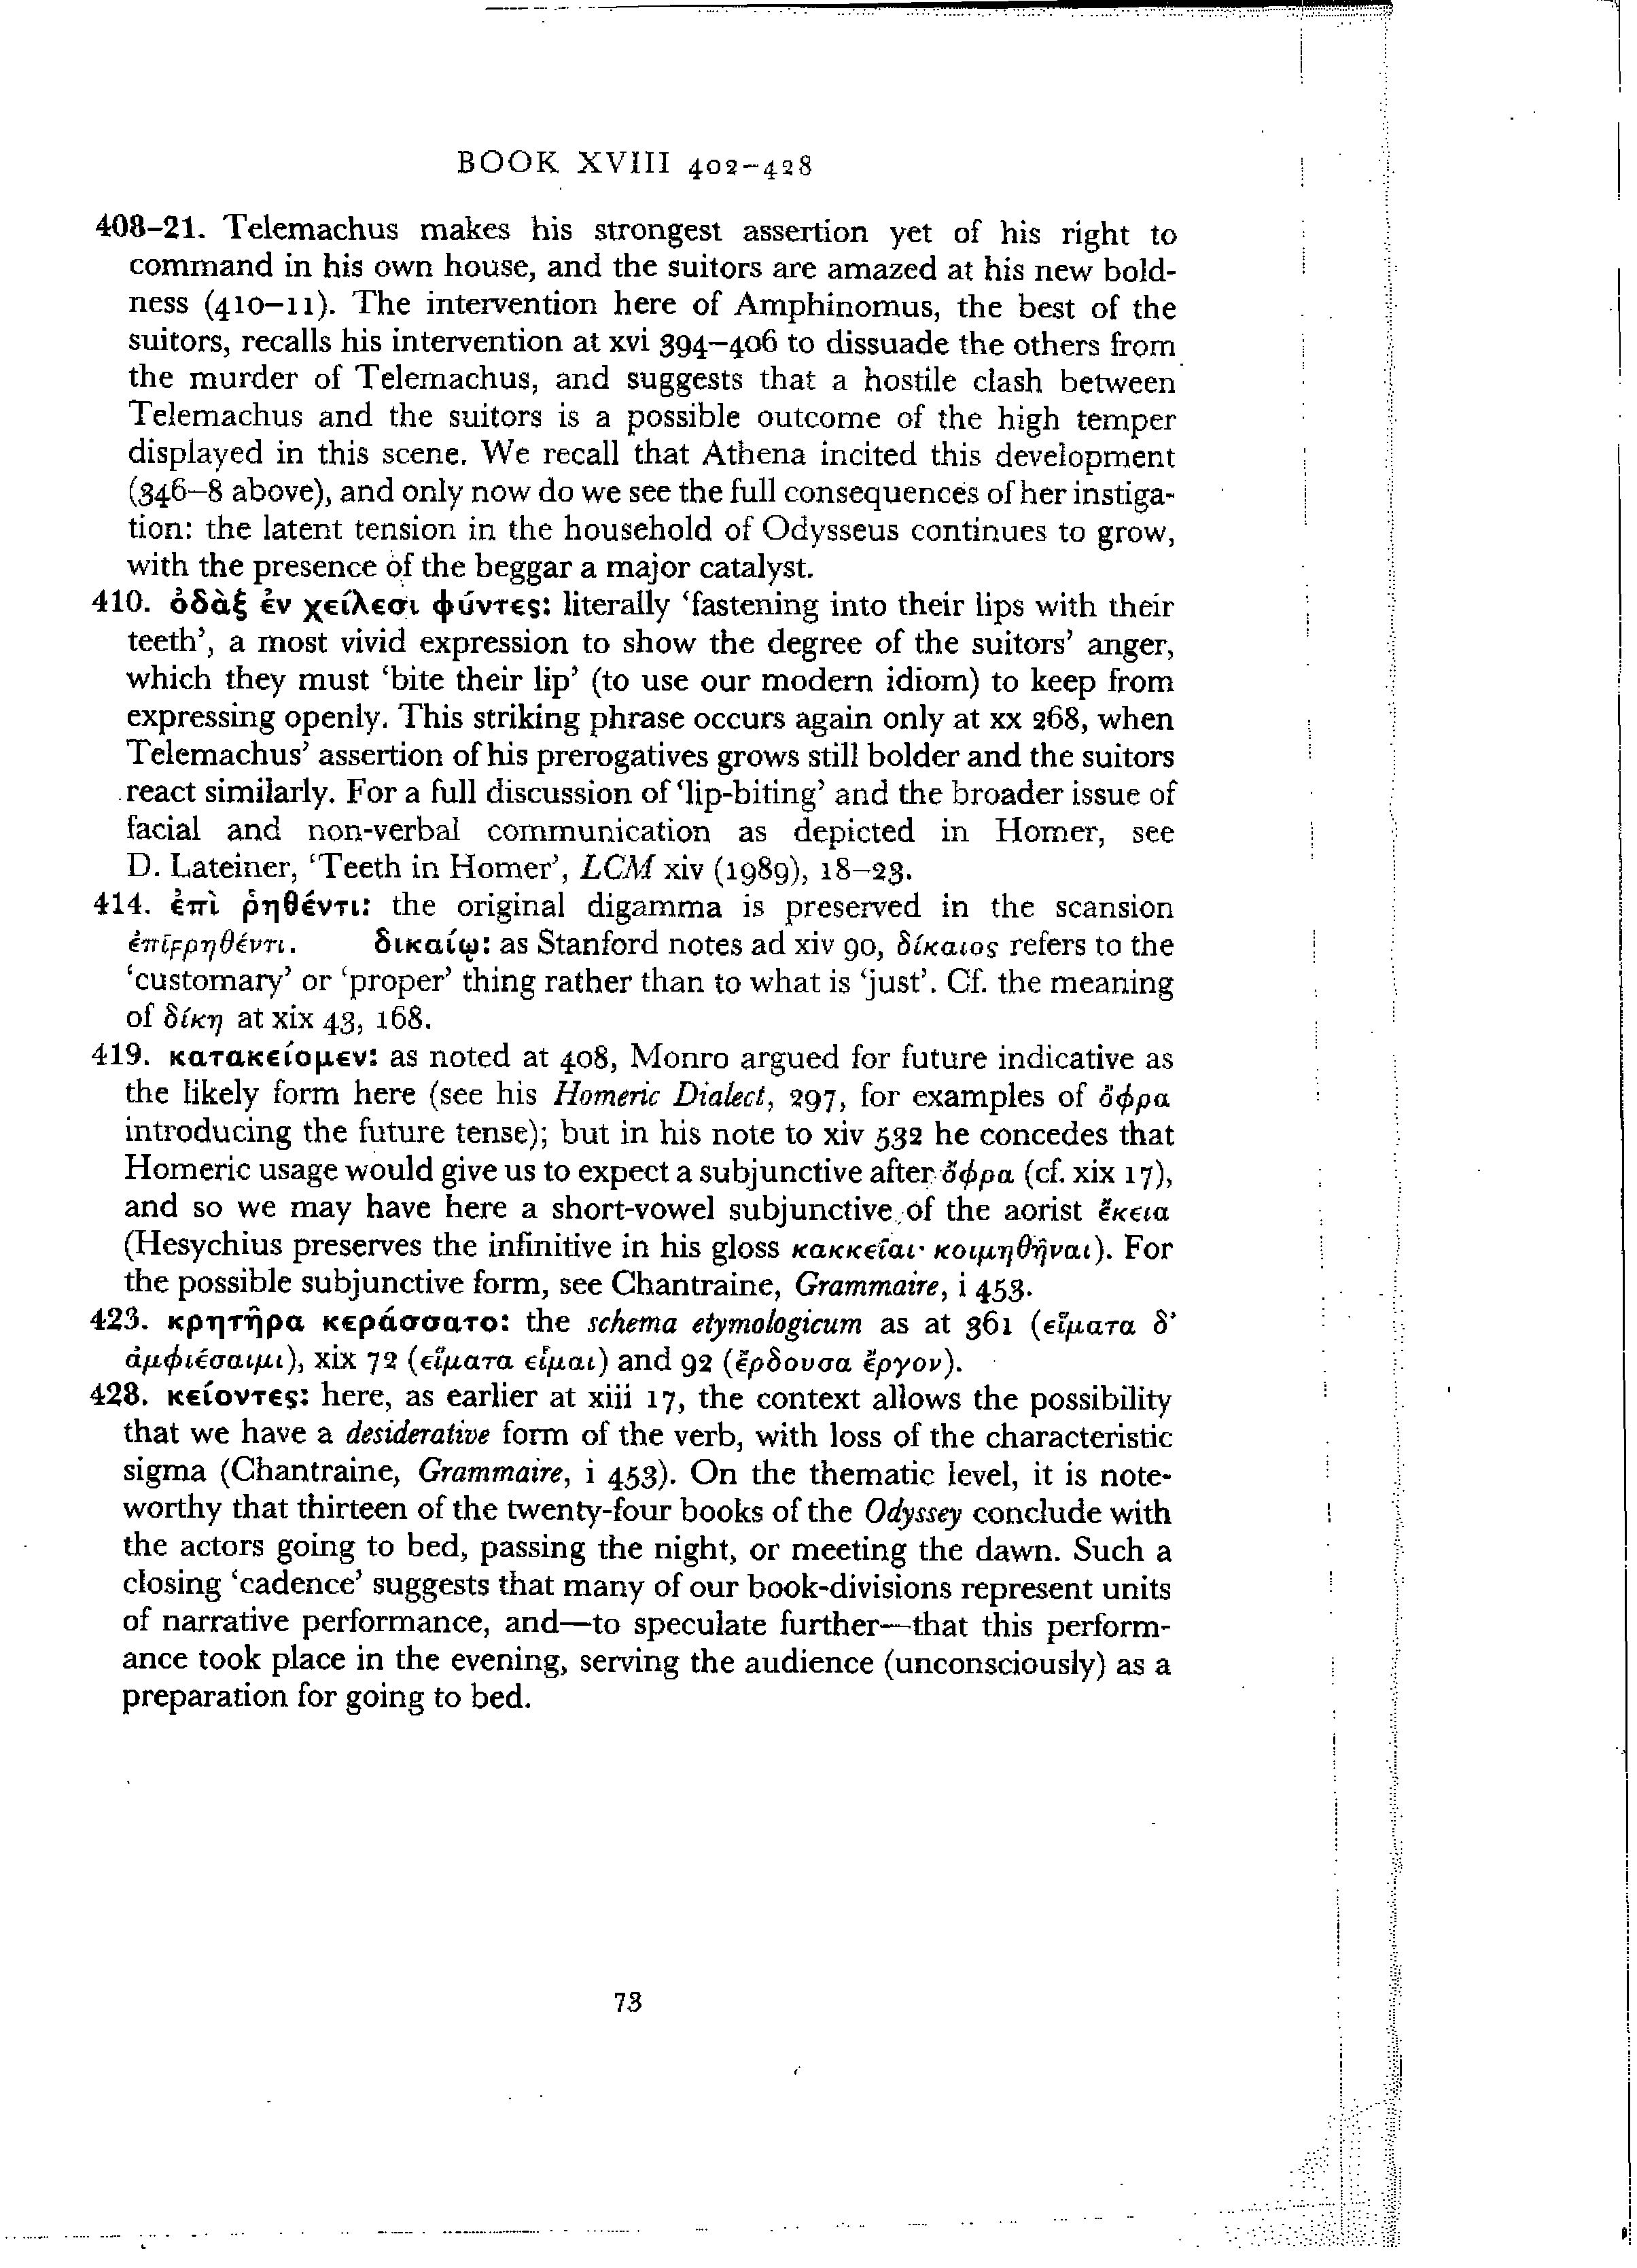 BOOK XVIII 402–428
408–21. Telemachus makes his strongest assertion yet of his right to
command in his own house, and the suitors are amazed at his new bold-
ness (410–11). The intervention here of Amphinomus, the best of the
suitors, recalls his intervention at xvi 394–406 to dissuade the others from
the murder of Telemachus, and suggests that a hostile clash between
Telemachus and the suitors is a possible outcome of the high temper
displayed in this scene. We recall that Athena incited this development
(346–8 above), and only now do we see the full consequences of her instiga-
tion: the latent tension in the household of Odysseus continues to grow,
with the presence of the beggar a major catalyst.
410. ὀδὰξ ἐν χείλεσι φύντες: literally ‘fastening into their lips with their
teeth’, a most vivid expression to show the degree of the suitors’ anger,
which they must ‘bite their lip’ (to use our modern idiom) to keep from
expressing openly. This striking phrase occurs again only at xx 268, when
Telemachus’ assertion of his prerogatives grows still bolder and the suitors
react similarly. For a full discussion of ‘lip-biting’ and the broader issue of
facial and non-verbal communication as depicted in Homer, see
D. Lateiner, ‘Teeth in Homer’, LCM xiv (1989), 18–23.
414. ἐπὶ ῥηθέντι: the original digamma is preserved in the scansion
ἐπῑϝρηθέντι. δικαίῳ: as Stanford notes ad xiv 90, δίκαιος refers to the
‘customary’ or ‘proper’ thing rather than to what is ‘just’. Cf. the meaning
of δίκη at xix 43, 168.
419. κατακείομεν: as noted at 408, Monro argued for future indicative as
the likely form here (see his Homeric Dialect, 297, for examples of ὄφρα
introducing the future tense); but in his note to xiv 532 he concedes that
Homeric usage would give us to expect a subjunctive after ὄφρα (cf. xix 17),
and so we may have here a short-vowel subjunctive of the aorist ἔκεια
(Hesychius preserves the infinitive in his gloss κακκεῖαι· κοιμηθῆναι). For
the possible subjunctive form, see Chantraine, Grammaire, i 453.
423. κρητῆρα κεράσσατο: the schema etymologicum as at 361 (εἵματα δ’
ἀμφιέσαιμι), xix 72 (εἵματα εἷμαι) and 92 (ἔρδουσα ἔργον).
428. κείοντες: here, as earlier at xiii 17, the context allows the possibility
that we have a desiderative form of the verb, with loss of the characteristic
sigma (Chantraine, Grammaire, i 453). On the thematic level, it is note-
worthy that thirteen of the twenty-four books of the Odyssey conclude with
the actors going to bed, passing the night, or meeting the dawn. Such a
closing ‘cadence’ suggests that many of our book-divisions represent units
of narrative performance, and—to speculate further—that this perform-
ance took place in the evening, serving the audience (unconsciously) as a
preparation for going to bed.
73